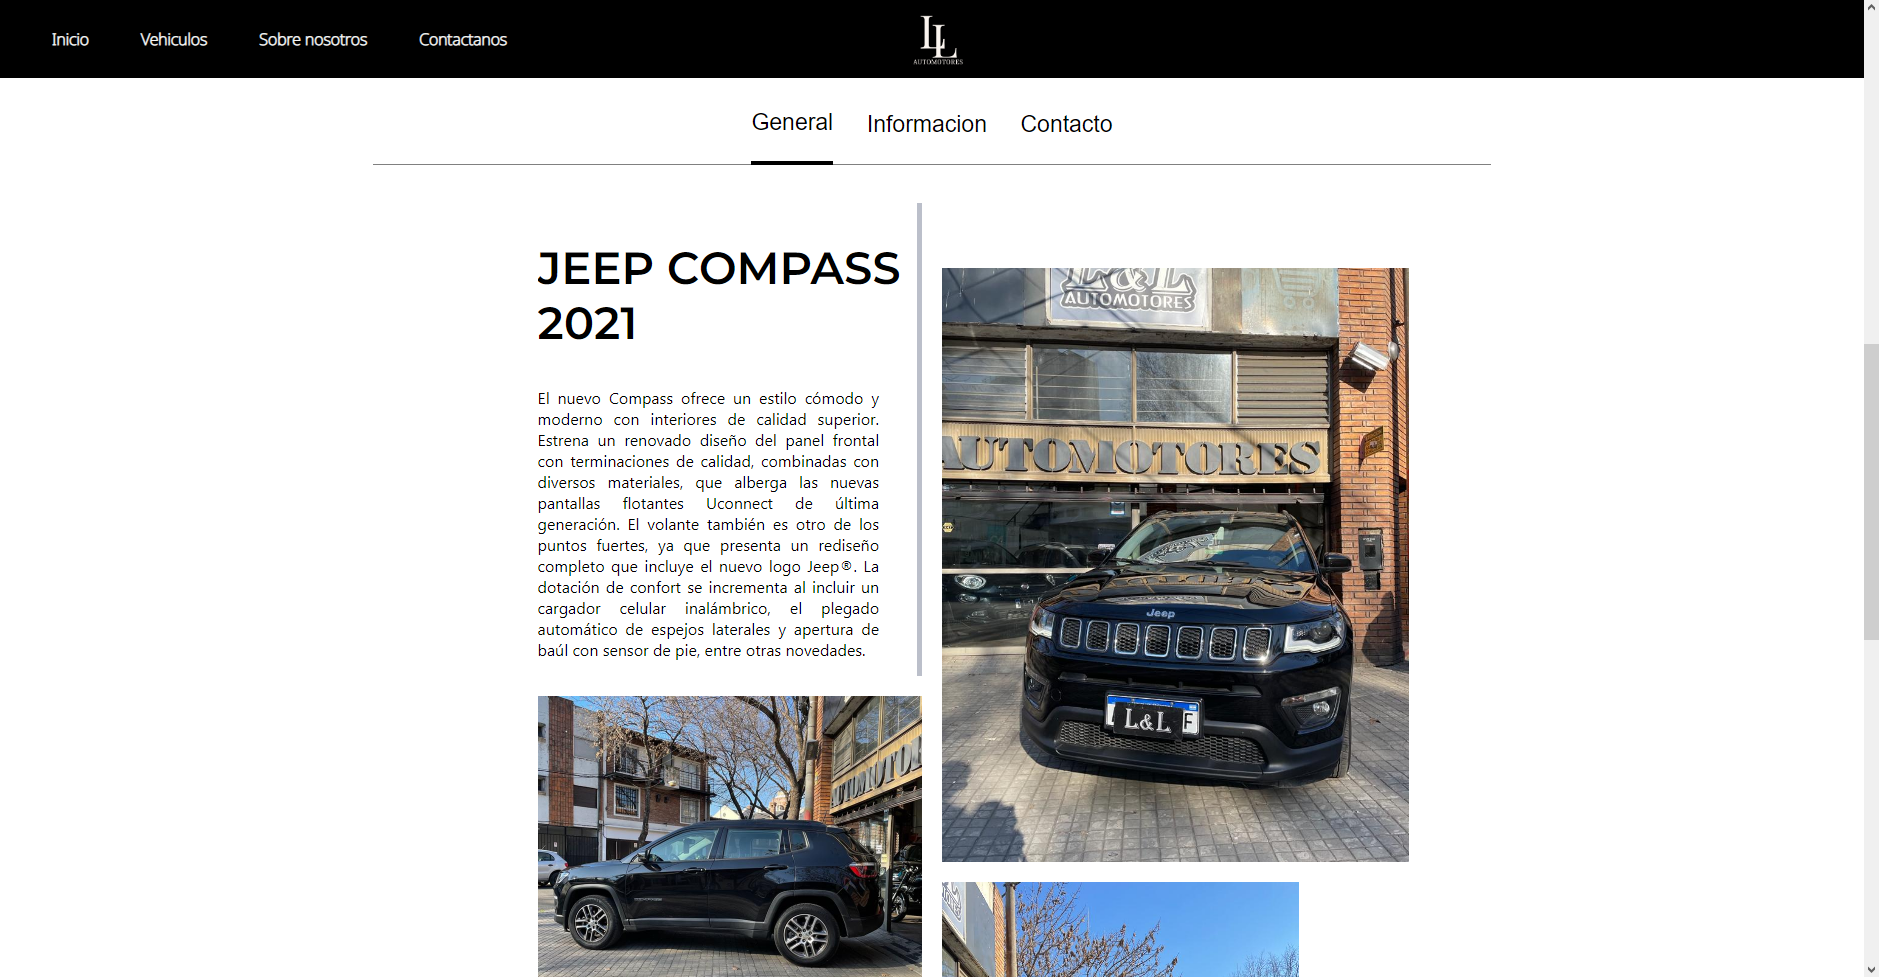 Inicio
Vehiculos
Sobre nosotros
Contactanos
LL
AUTOMOTORES
General
Informacion
Contacto
JEEP COMPASS
2021
El nuevo Compass ofrece un estilo cómodo y
moderno con interiores de calidad superior.
Estrena un renovado diseño del panel frontal
con terminaciones de calidad, combinadas con
diversos materiales, que alberga las nuevas
pantallas flotantes Uconnect de última
generación. El volante también es otro de los
puntos fuertes, ya que presenta un rediseño
completo que incluye el nuevo logo Jeep®. La
dotación de confort se incrementa al incluir un
cargador celular inalámbrico, el plegado
automático de espejos laterales y apertura de
baúl con sensor de pie, entre otras novedades.
L&L
AUTOMOTORES
AUTOMOTORES
Jeep
L&L F
AUTOMOTOR